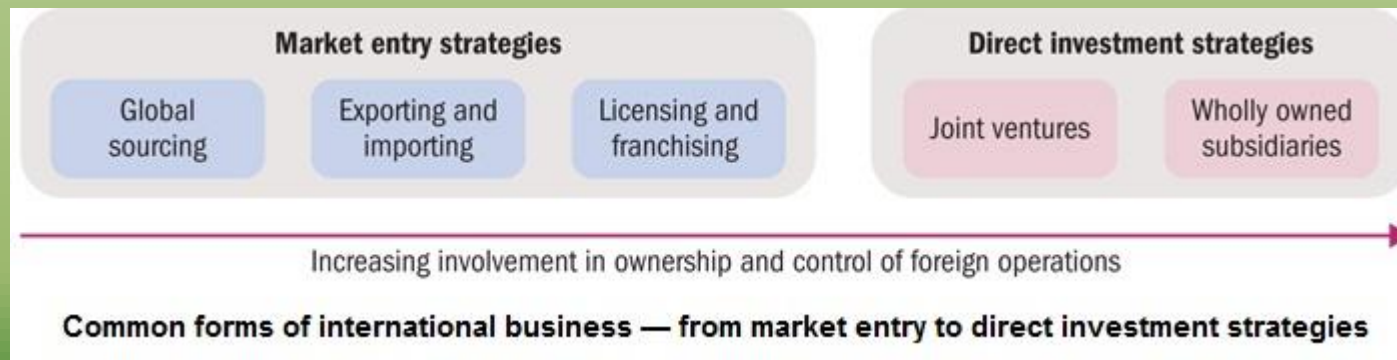 Market entry strategies
Global
sourcing
Exporting and
importing
Licensing and
franchising
Direct investment strategies
Joint ventures
Wholly owned
subsidiaries
Increasing involvement in ownership and control of foreign operations
Common forms of international business — from market entry to direct investment strategies